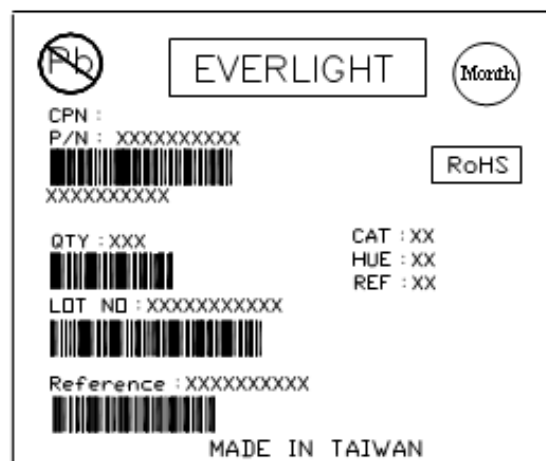 Pb
EVERLIGHT
Month
CPN :
P/N : XXXXXXXXXX
RoHS
XXXXXXXXXX
QTY : XXX
CAT : XX
HUE : XX
REF : XX
LOT NO : XXXXXXXXXXX
Reference : XXXXXXXXXX
MADE IN TAIWAN